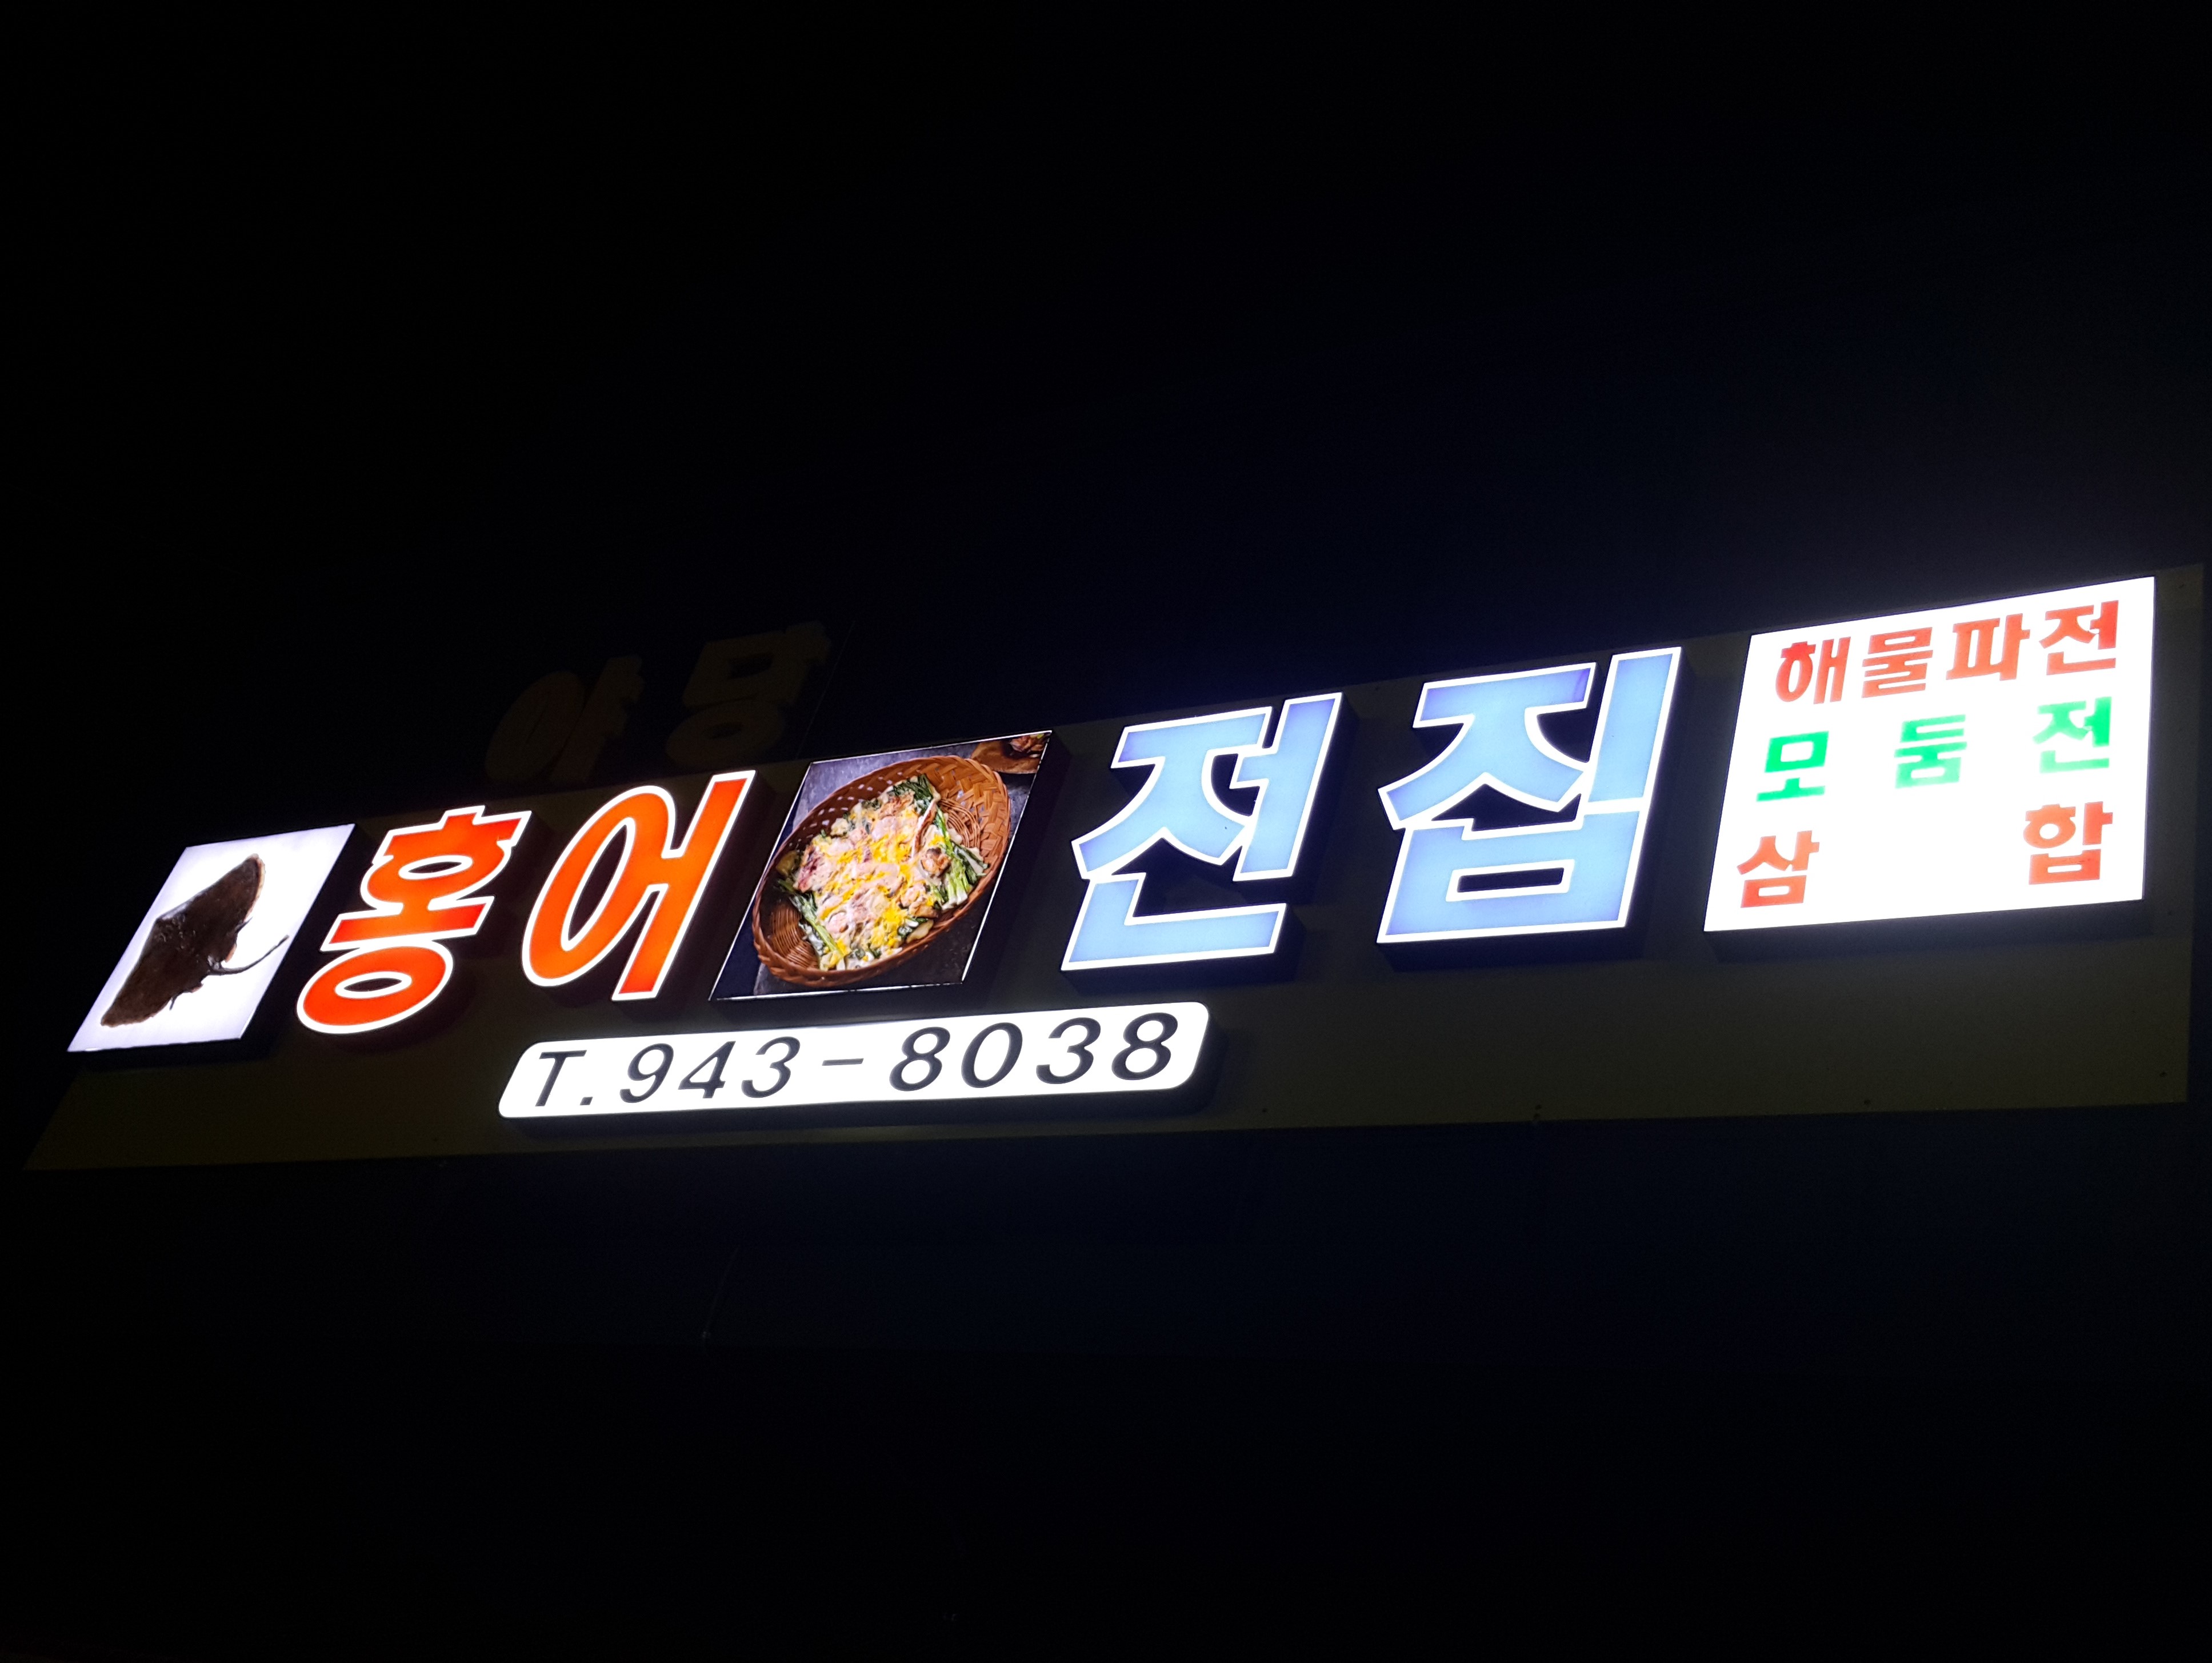 야당
홍어 전집
T.943-8038
해물파전
모둠전
삼합